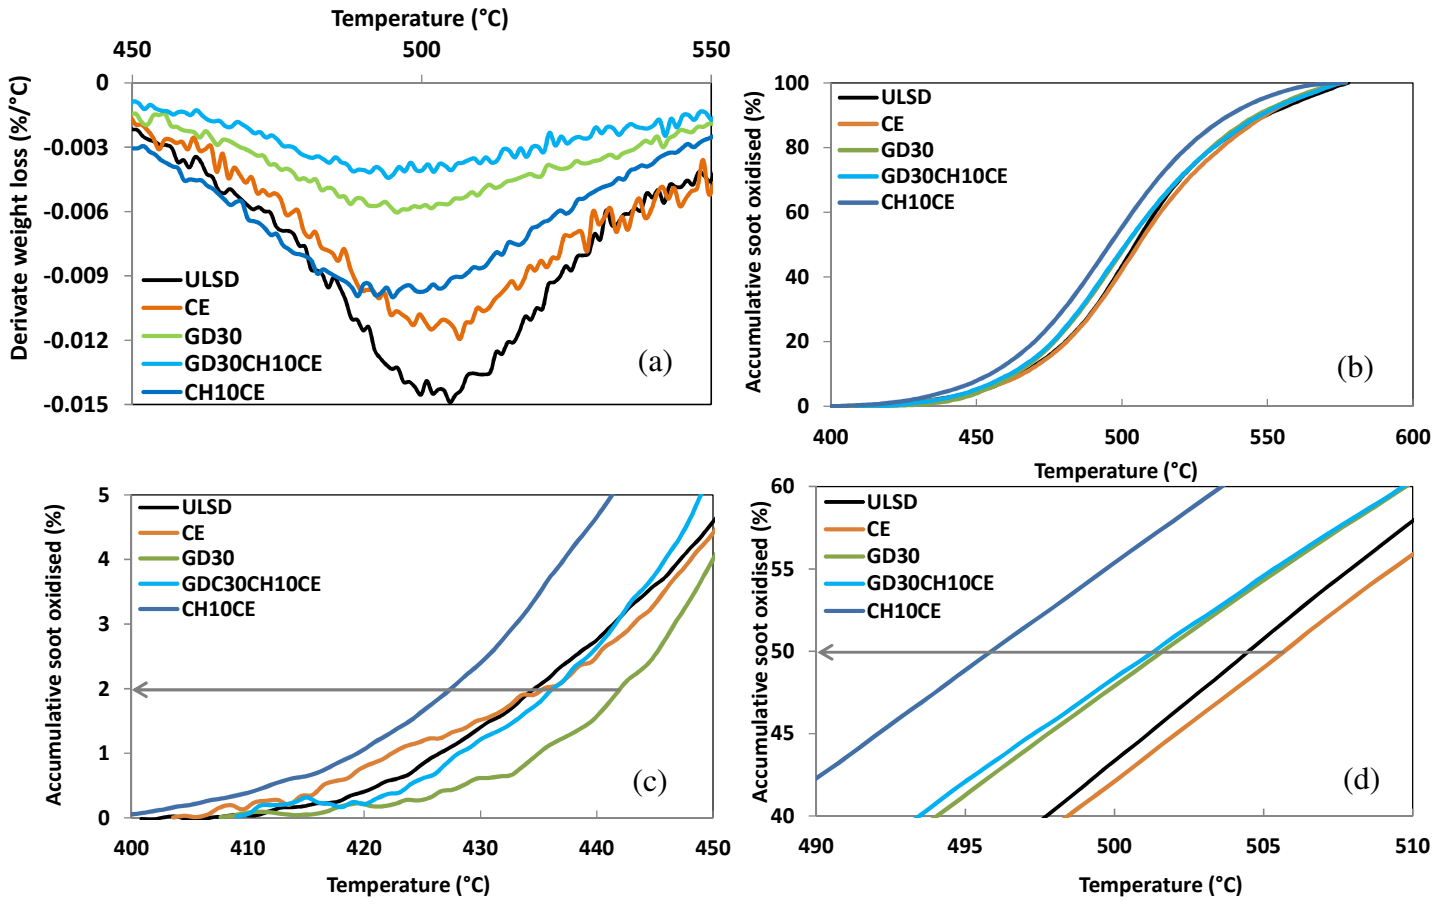 Temperature (°C)
450 500 550
Derivate weight loss (%/°C)
0
-0.003
-0.006
-0.009
-0.012
-0.015
ULSD
CE
GD30
GD30CH10CE
CH10CE
(a)
Accumulative soot oxidised (%)
100
80
60
40
20
0
ULSD
CE
GD30
GD30CH10CE
CH10CE
(b)
400 450 500 550 600
Temperature (°C)
Accumulative soot oxidised (%)
5
4
3
2
1
0
ULSD
CE
GD30
GDC30CH10CE
CH10CE
(c)
400 410 420 430 440 450
Temperature (°C)
Accumulative soot oxidised (%)
60
55
50
45
40
ULSD
CE
GD30
GD30CH10CE
CH10CE
(d)
490 495 500 505 510
Temperature (°C)